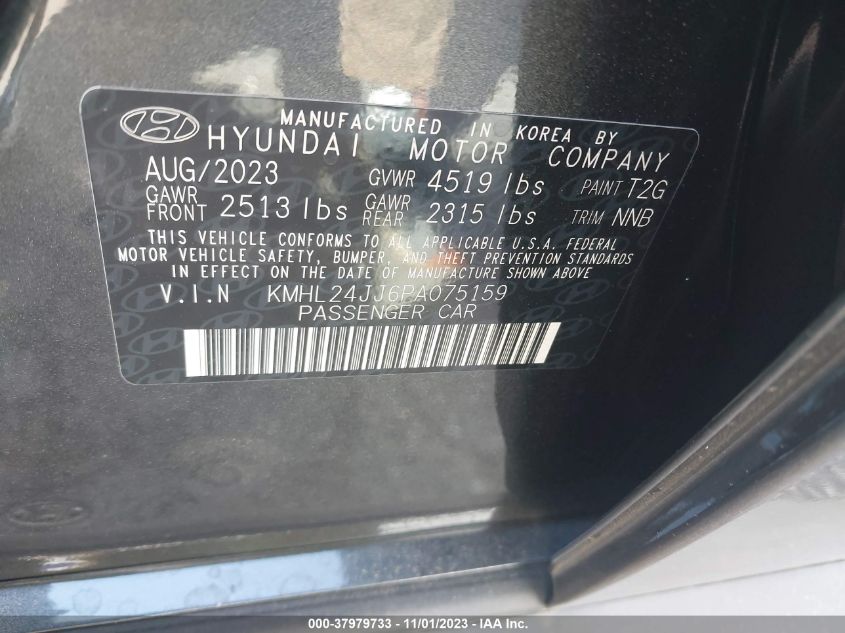 MANUFACTURED IN KOREA BY
HYUNDAI MOTOR COMPANY
AUG/2023 GVWR 4519 lbs PAINT T2G
GAWR FRONT 2513 lbs GAWR REAR 2315 lbs TRIM NNB
THIS VEHICLE CONFORMS TO ALL APPLICABLE U.S.A. FEDERAL
MOTOR VEHICLE SAFETY, BUMPER, AND THEFT PREVENTION STANDARDS
IN EFFECT ON THE DATE OF MANUFACTURE SHOWN ABOVE
V.I.N KMHL24JJ6PA075159
PASSENGER CAR
000-37979733 - 11/01/2023 - © IAA Inc.